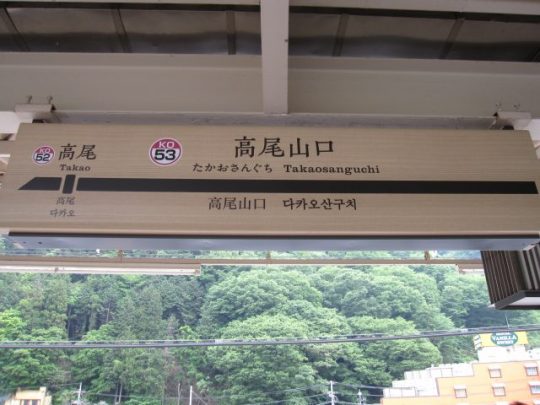 KO
52
高尾
Takao
高尾
다카오
KO
53
高尾山口
たかおさんぐち Takaosanguchi
高尾山口 다카오산구치
VANILLA